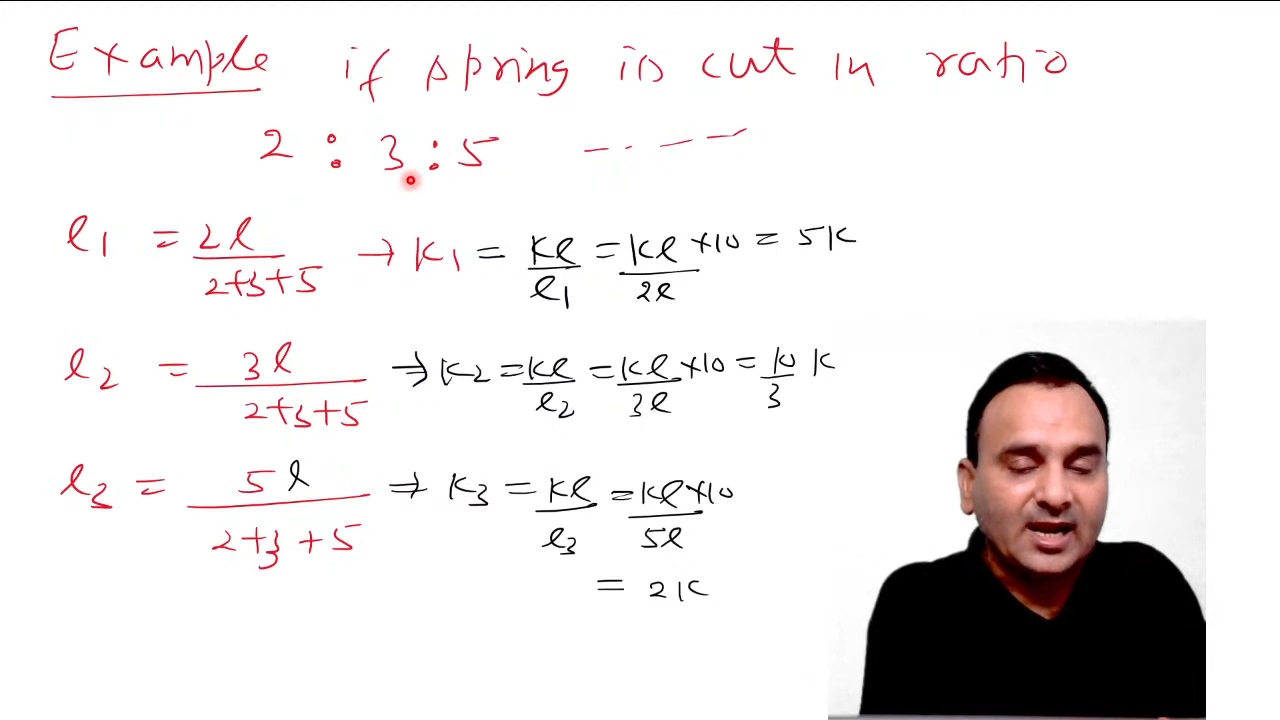 Example if spring is cut in ratio
2 : 3 : 5 -----
l1 = 2l/(2+3+5) → K1 = Kl/l1 = Kl/2l × 10 = 5K
l2 = 3l/(2+3+5) ⇒ K2 = Kl/l2 = Kl/3l × 10 = 10/3 K
l3 = 5l/(2+3+5) ⇒ K3 = Kl/l3 = Kl/5l × 10
= 2K